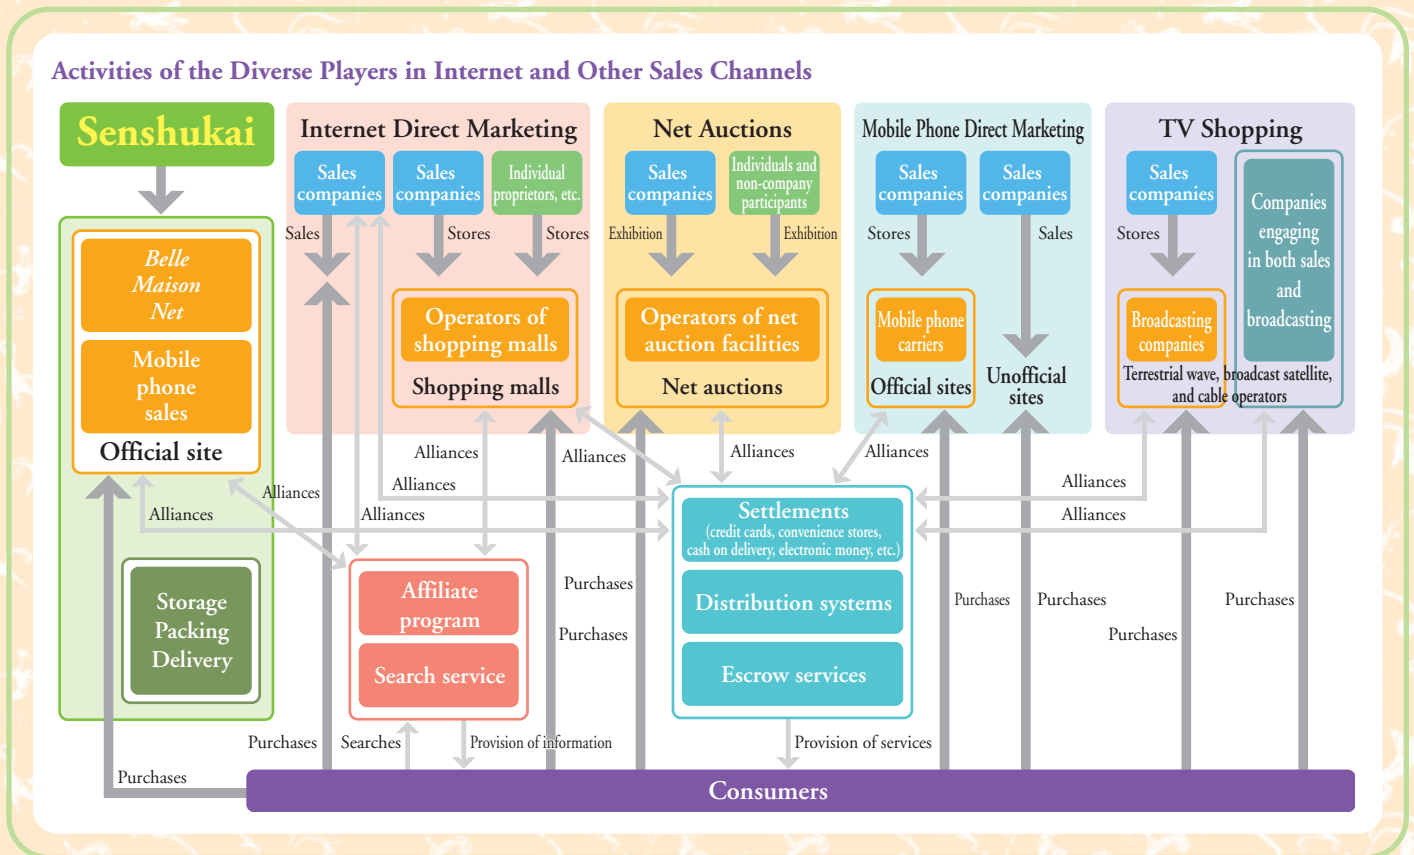 Activities of the Diverse Players in Internet and Other Sales Channels
Senshukai
Belle
Maison
Net
Mobile
phone
sales
Official site
Alliances
Storage
Packing
Delivery
Purchases
Internet Direct Marketing
Sales
companies
Sales
companies
Individual
proprietors, etc.
Sales
Stores
Stores
Operators of
shopping malls
Shopping malls
Alliances
Alliances
Alliances
Alliances
Alliances
Affiliate
program
Search service
Purchases
Searches
Provision of information
Purchases
Purchases
Net Auctions
Sales
companies
Individuals and
non-company
participants
Exhibition
Exhibition
Operators of net
auction facilities
Net auctions
Alliances
Settlements
(credit cards, convenience stores,
cash on delivery, electronic money, etc.)
Distribution systems
Escrow services
Provision of services
Mobile Phone Direct Marketing
Sales
companies
Sales
companies
Stores
Sales
Mobile phone
carriers
Official sites
Unofficial
sites
Alliances
Purchases
Purchases
TV Shopping
Sales
companies
Companies
engaging
in both sales
and
broadcasting
Stores
Broadcasting
companies
Terrestrial wave, broadcast satellite,
and cable operators
Alliances
Alliances
Purchases
Purchases
Consumers